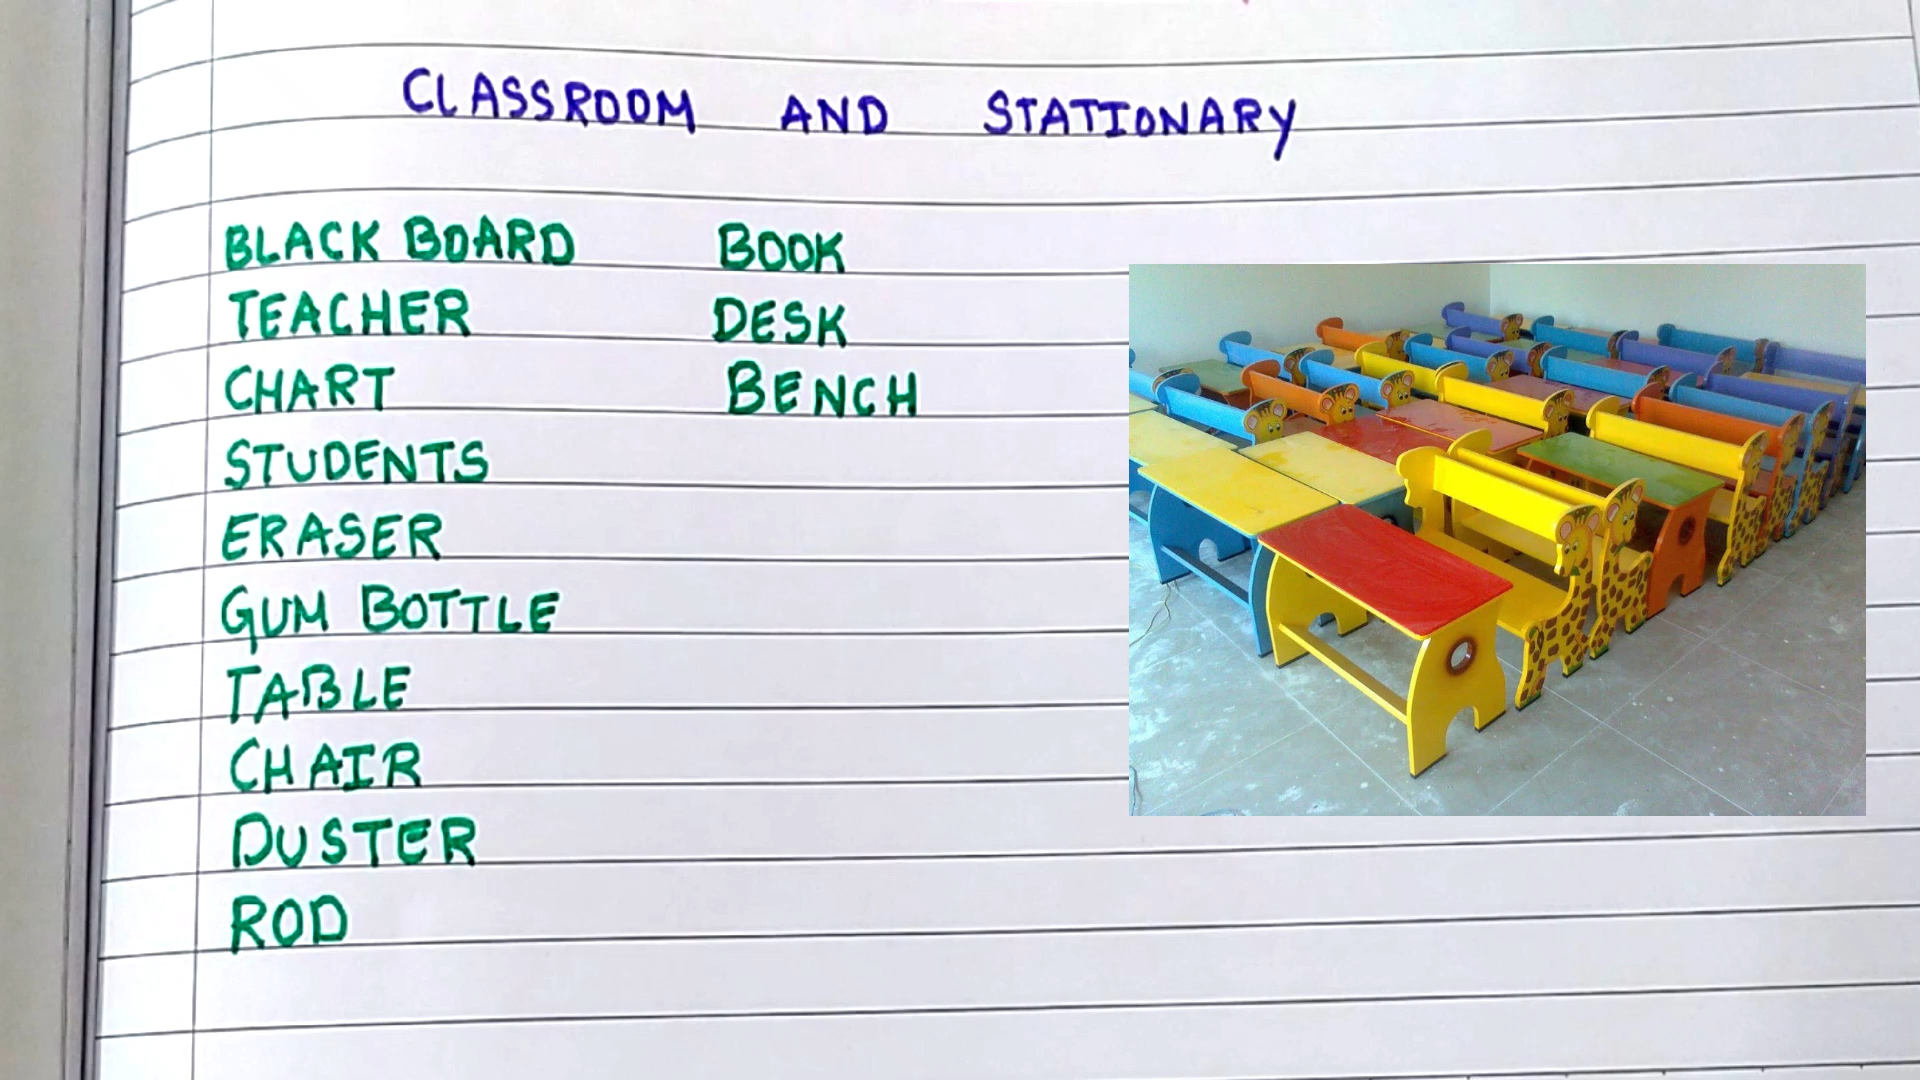 CLASSROOM AND STATIONARY
BLACK BOARD
TEACHER
CHART
STUDENTS
ERASER
GUM BOTTLE
TABLE
CHAIR
DUSTER
ROD
BOOK
DESK
BENCH